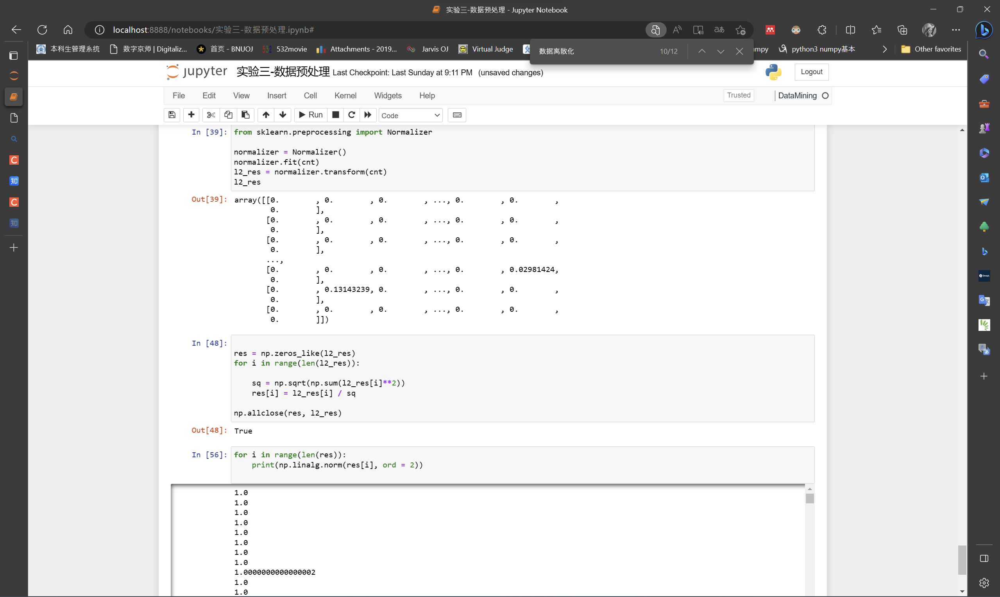 实验三-数据预处理 - Jupyter Notebook
localhost:8888/notebooks/实验三-数据预处理.ipynb#
本科生管理系统 数字京师 | Digitaliz... 首页 - BNUOJ 532movie Attachments - 2019... Jarvis OJ Virtual Judge umpy python3 numpy基本 Other favorites
数据离散化 10/12
jupyter 实验三-数据预处理 Last Checkpoint: Last Sunday at 9:11 PM (unsaved changes) Logout
File Edit View Insert Cell Kernel Widgets Help Trusted DataMining
Run Code
In [39]: from sklearn.preprocessing import Normalizer
normalizer = Normalizer()
normalizer.fit(cnt)
l2_res = normalizer.transform(cnt)
l2_res
Out[39]: array([[0. , 0. , 0. , ..., 0. , 0. ,
0. ],
[0. , 0. , 0. , ..., 0. , 0. ,
0. ],
[0. , 0. , 0. , ..., 0. , 0. ,
0. ],
...,
[0. , 0. , 0. , ..., 0. , 0.02981424,
0. ],
[0. , 0.13143239, 0. , ..., 0. , 0. ,
0. ],
[0. , 0. , 0. , ..., 0. , 0. ,
0. ]])
In [48]:
res = np.zeros_like(l2_res)
for i in range(len(l2_res)):
sq = np.sqrt(np.sum(l2_res[i]**2))
res[i] = l2_res[i] / sq
np.allclose(res, l2_res)
Out[48]: True
In [56]: for i in range(len(res)):
print(np.linalg.norm(res[i], ord = 2))
1.0
1.0
1.0
1.0
1.0
1.0
1.0
1.0
1.0000000000000002
1.0
1.0